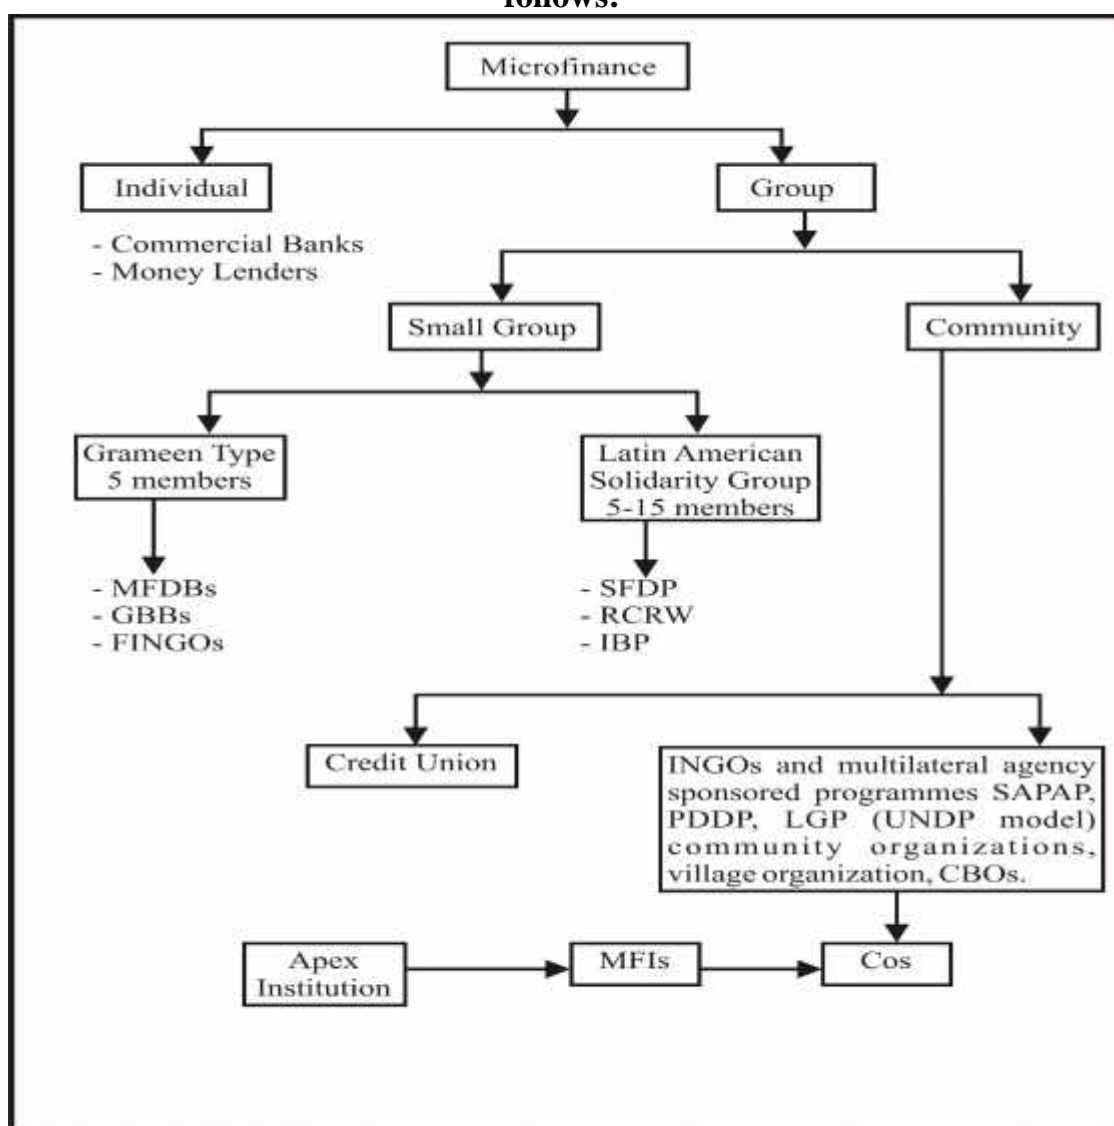 follows:
Microfinance
Individual
Group
- Commercial Banks
- Money Lenders
Small Group
Community
Grameen Type
5 members
Latin American
Solidarity Group
5-15 members
- MFDBs
- GBBs
- FINGOs
- SFDP
- RCRW
- IBP
Credit Union
INGOs and multilateral agency
sponsored programmes SAPAP,
PDDP, LGP (UNDP model)
community organizations,
village organization, CBOs.
Apex
Institution
MFIs
Cos